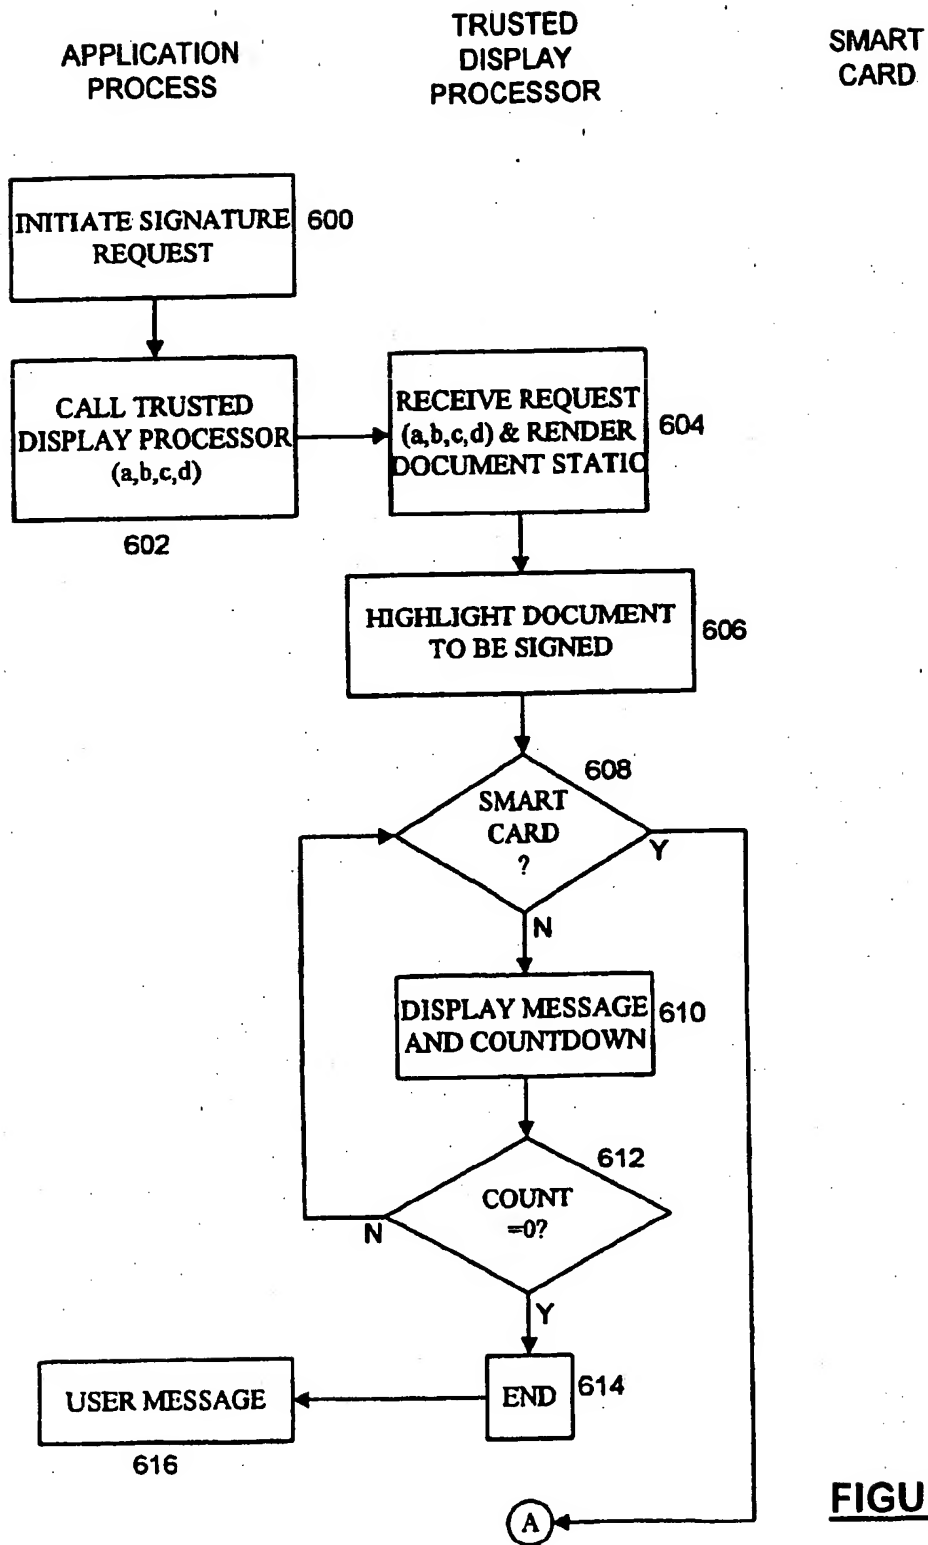 APPLICATION
PROCESS
TRUSTED
DISPLAY
PROCESSOR
SMART
CARD
INITIATE SIGNATURE
REQUEST
600
CALL TRUSTED
DISPLAY PROCESSOR
(a,b,c,d)
602
RECEIVE REQUEST
(a,b,c,d) & RENDER
DOCUMENT STATIC
604
HIGHLIGHT DOCUMENT
TO BE SIGNED
606
608
SMART
CARD
?
Y
N
DISPLAY MESSAGE
AND COUNTDOWN
610
612
COUNT
=0?
N
Y
END
614
USER MESSAGE
616
A
FIGU